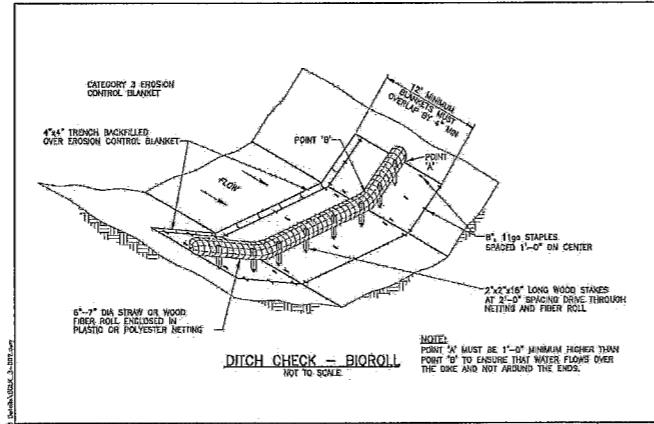 CATEGORY 3 EROSION
CONTROL BLANKET
12' MINIMUM
BLANKETS MUST
OVERLAP BY 4" MIN
4"x4" TRENCH BACKFILLED
OVER EROSION CONTROL BLANKET
POINT 'B'
POINT
'A'
FLOW
8", 11ga STAPLES
SPACED 1'-0" ON CENTER
2"x2"x16" LONG WOOD STAKES
AT 2'-0" SPACING DRIVE THROUGH
NETTING AND FIBER ROLL
6"-7" DIA STRAW OR WOOD
FIBER ROLL ENCLOSED IN
PLASTIC OR POLYESTER NETTING
DITCH CHECK - BIOROLL
NOT TO SCALE
NOTE:
POINT 'A' MUST BE 1'-0" MINIMUM HIGHER THAN
POINT 'B' TO ENSURE THAT WATER FLOWS OVER
THE DIKE AND NOT AROUND THE ENDS.